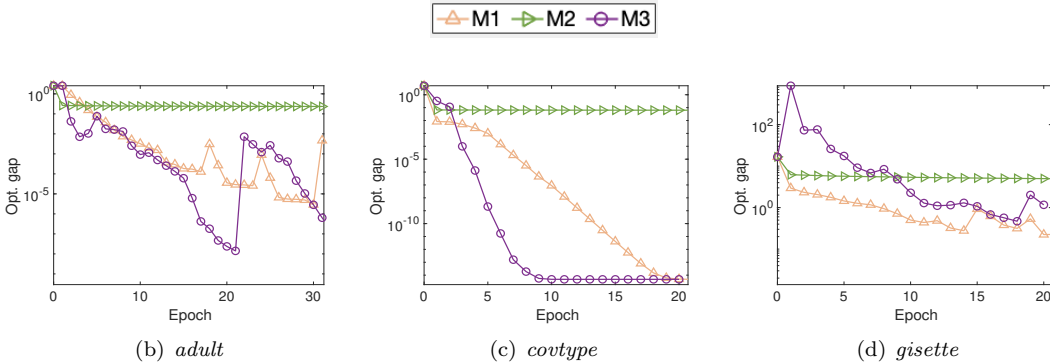 M1 M2 M3
10^0
10^-5
Opt. gap
0 10 20 30
Epoch
(b) adult
10^0
10^-5
10^-10
Opt. gap
0 5 10 15 20
Epoch
(c) covtype
10^2
10^0
Opt. gap
0 5 10 15 20
Epoch
(d) gisette